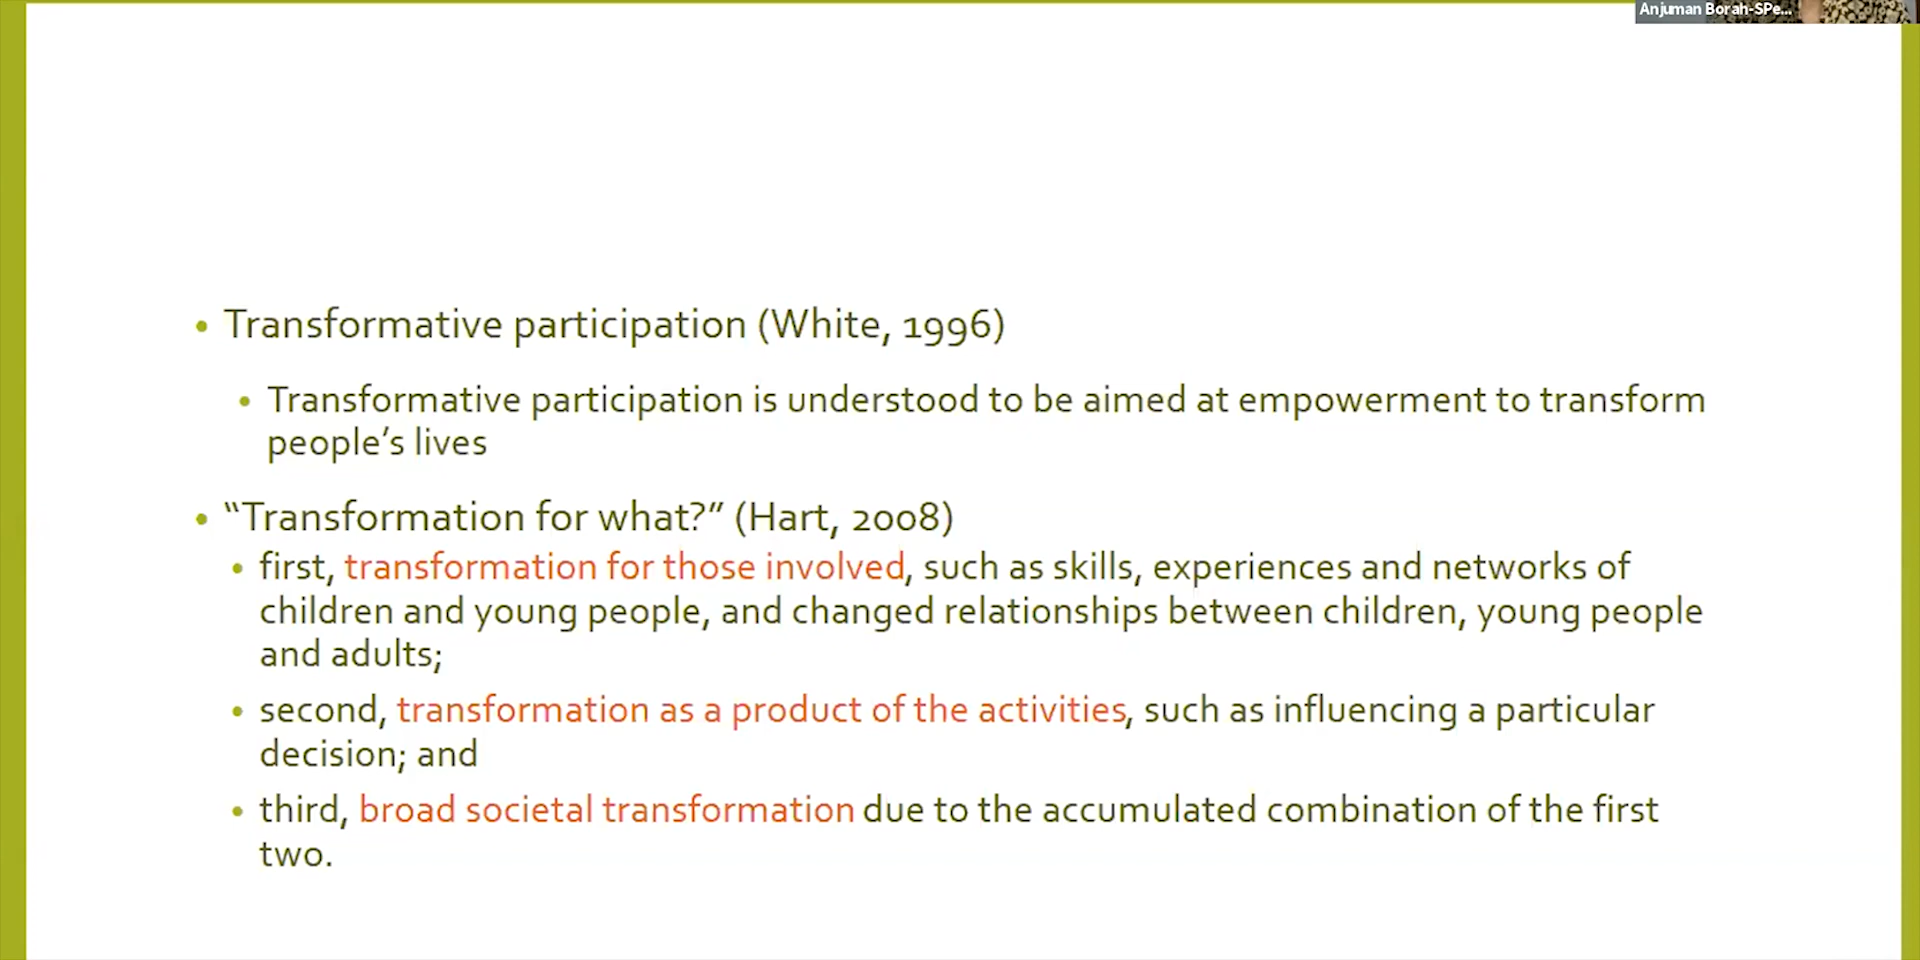 Anjuman Borah-SPe...
• Transformative participation (White, 1996)
• Transformative participation is understood to be aimed at empowerment to transform
people’s lives
• “Transformation for what?” (Hart, 2008)
• first, transformation for those involved, such as skills, experiences and networks of
children and young people, and changed relationships between children, young people
and adults;
• second, transformation as a product of the activities, such as influencing a particular
decision; and
• third, broad societal transformation due to the accumulated combination of the first
two.